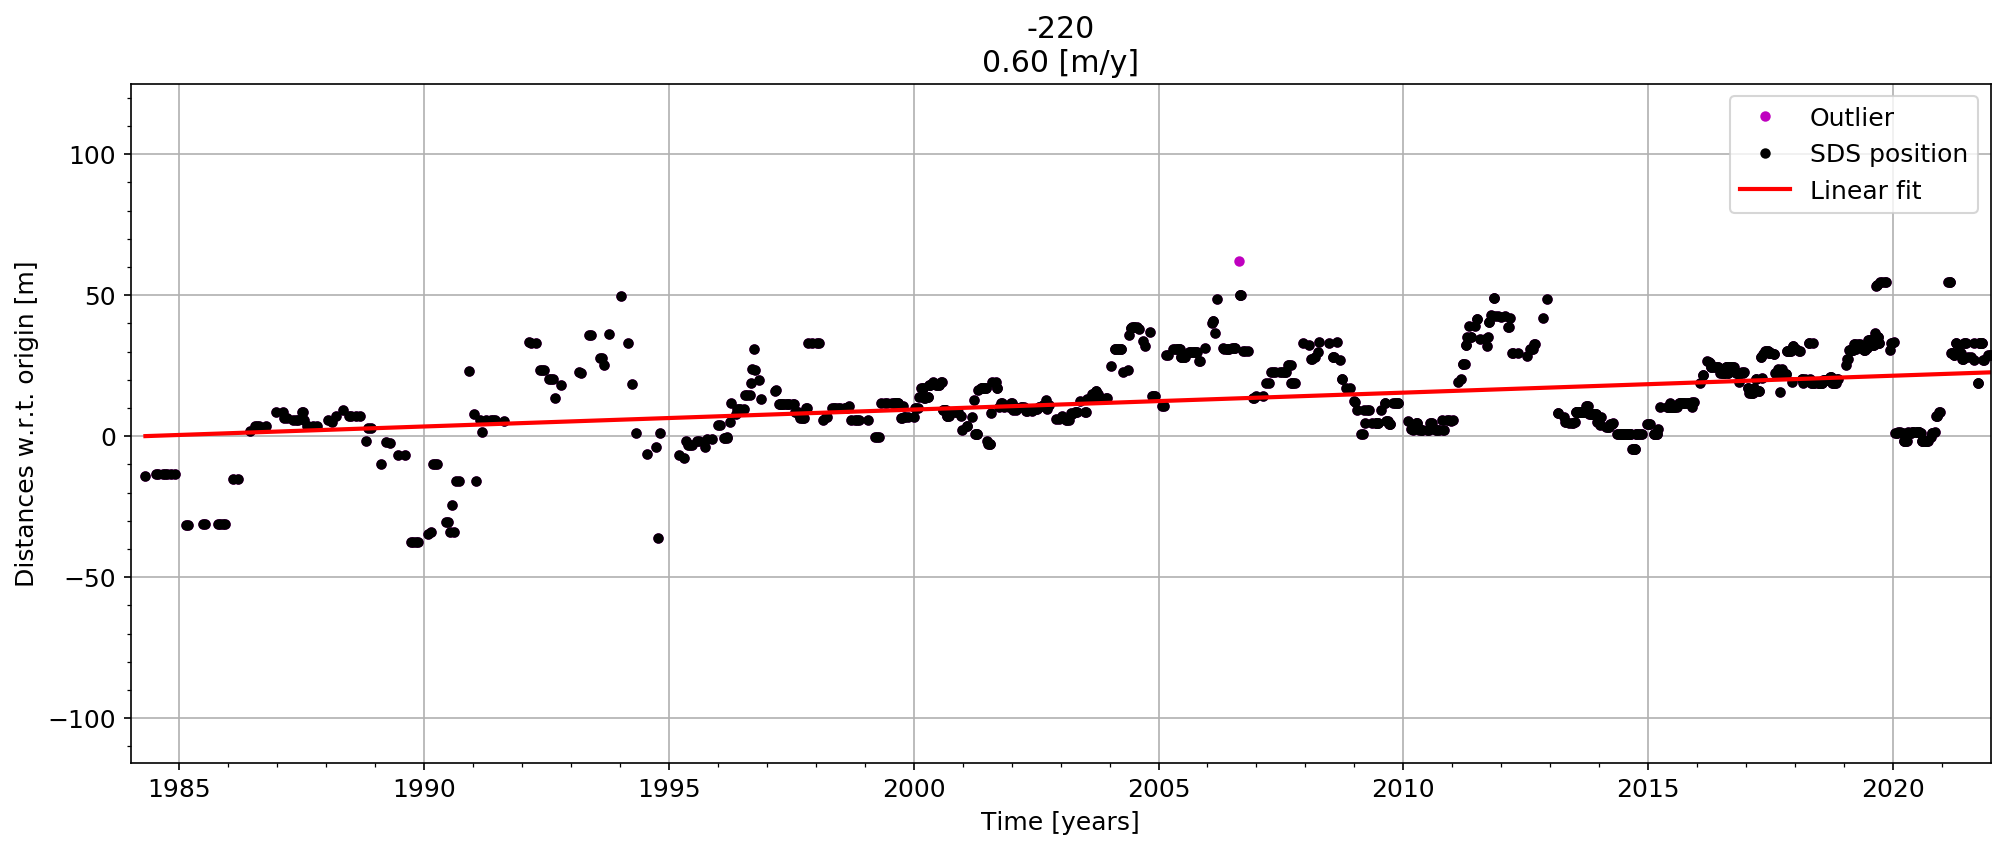 -220
0.60 [m/y]
Outlier
SDS position
Linear fit
Distances w.r.t. origin [m]
100
50
0
−50
−100
1985 1990 1995 2000 2005 2010 2015 2020
Time [years]